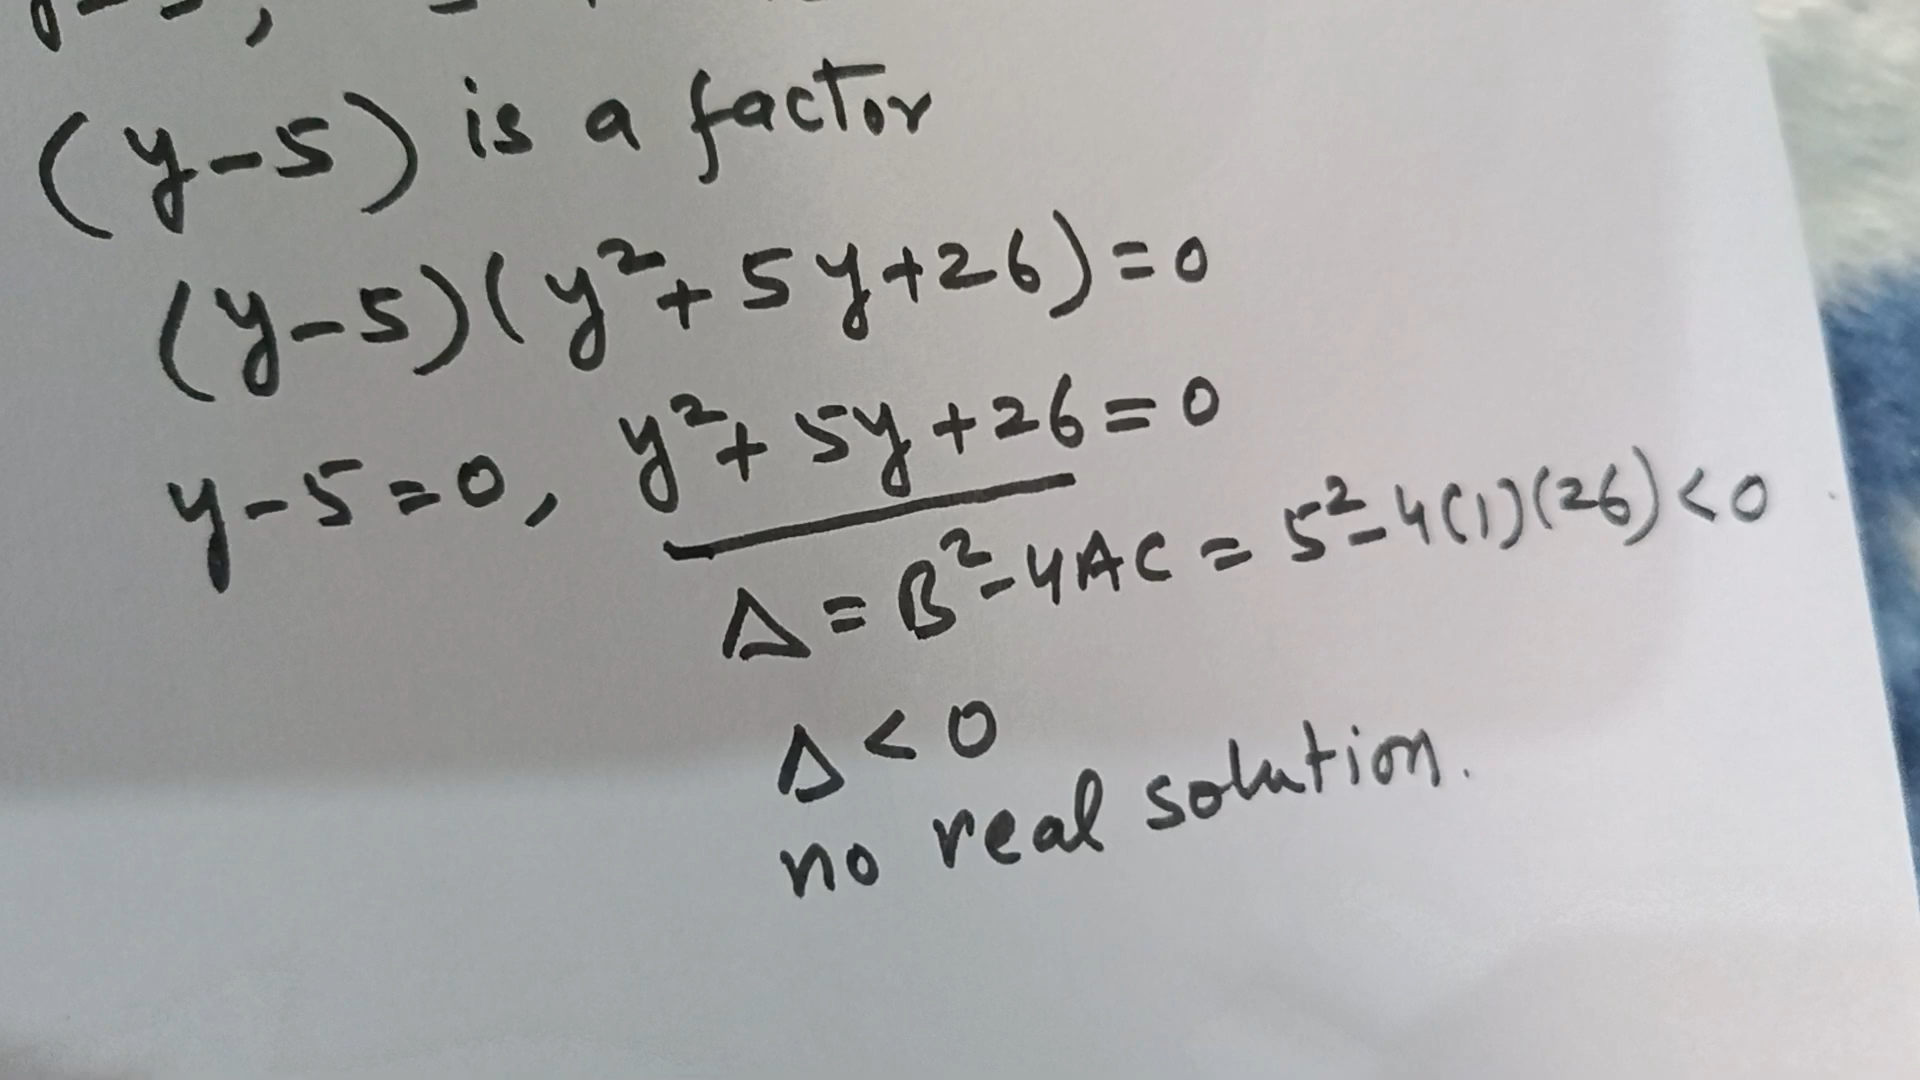 (y-5) is a factor
(y-5)(y²+5y+26)=0
y-5=0, y²+5y+26=0
Δ=B²-4AC=5²-4(1)(26)<0
Δ<0
no real solution.